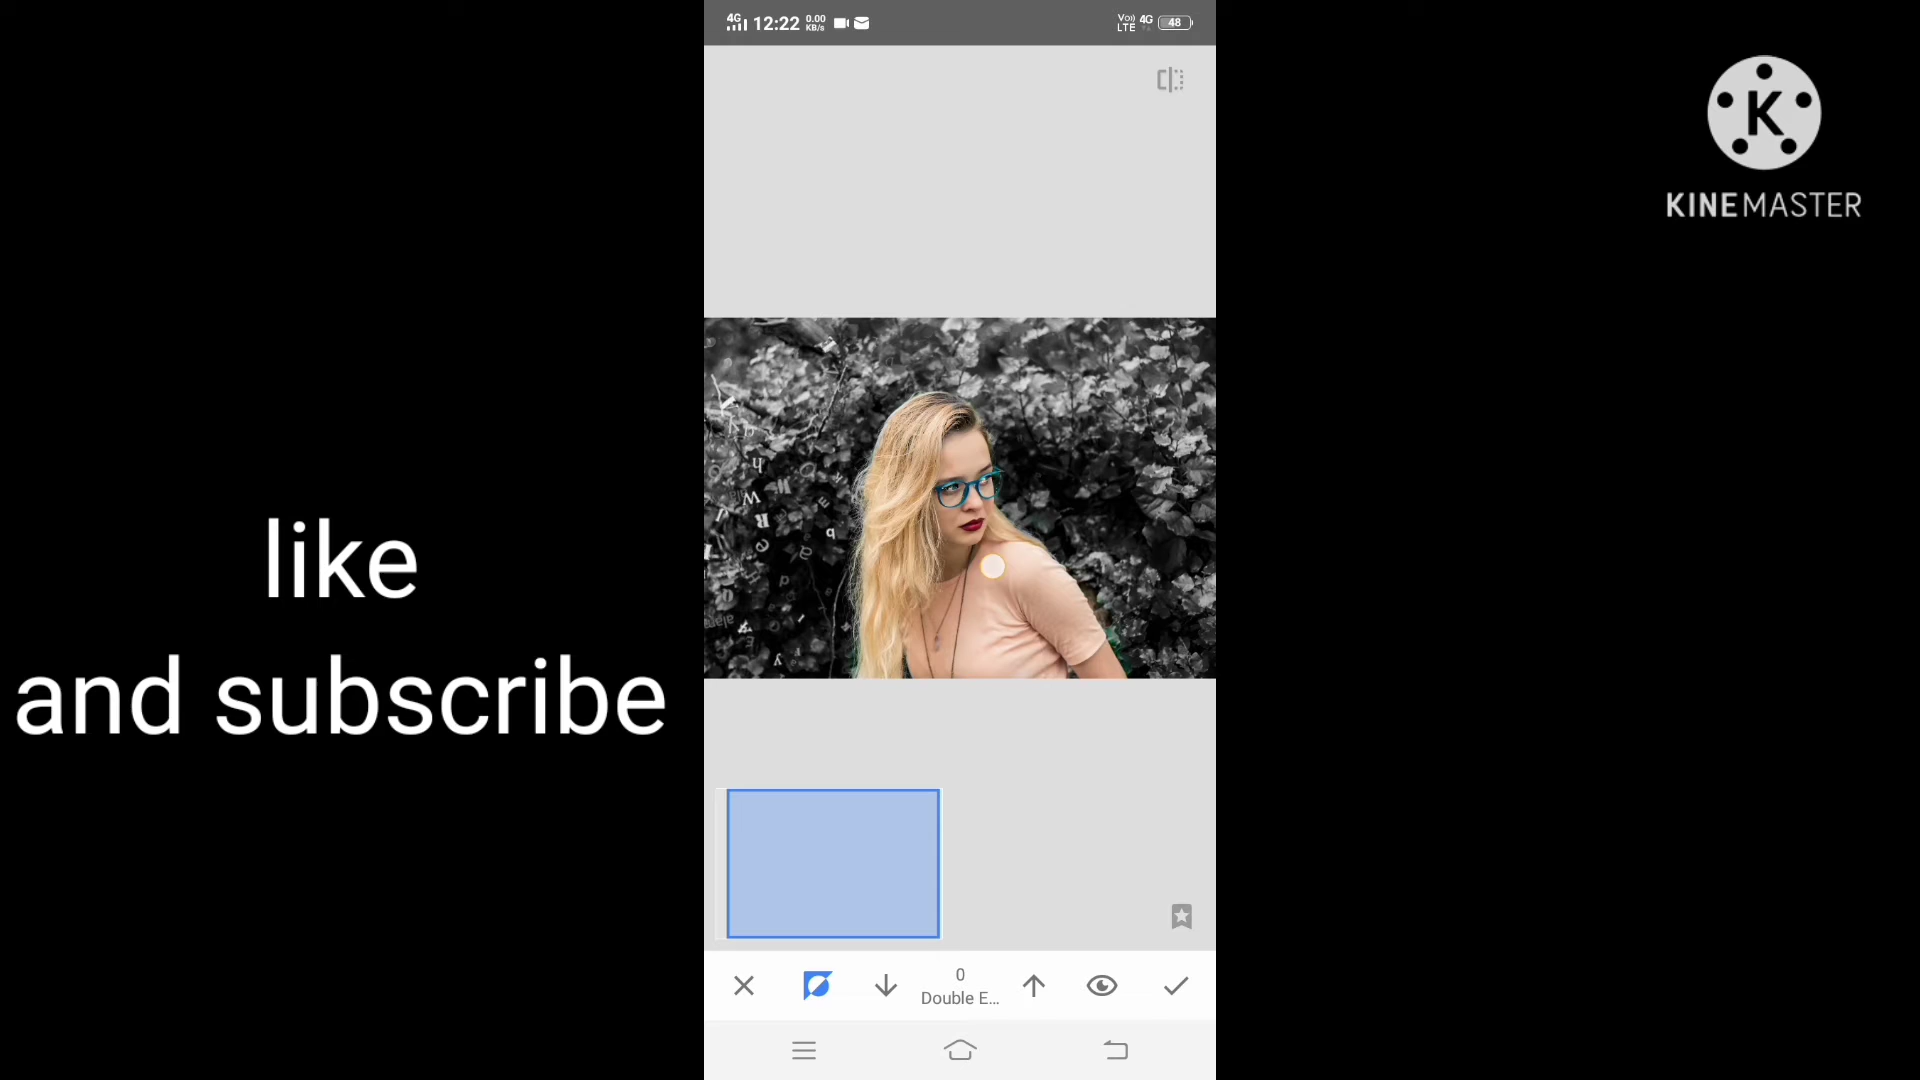 4G 12:22 0.00 KB/s
Vo)) LTE 4G 48
K
KINEMASTER
like
and subscribe
0
Double E...